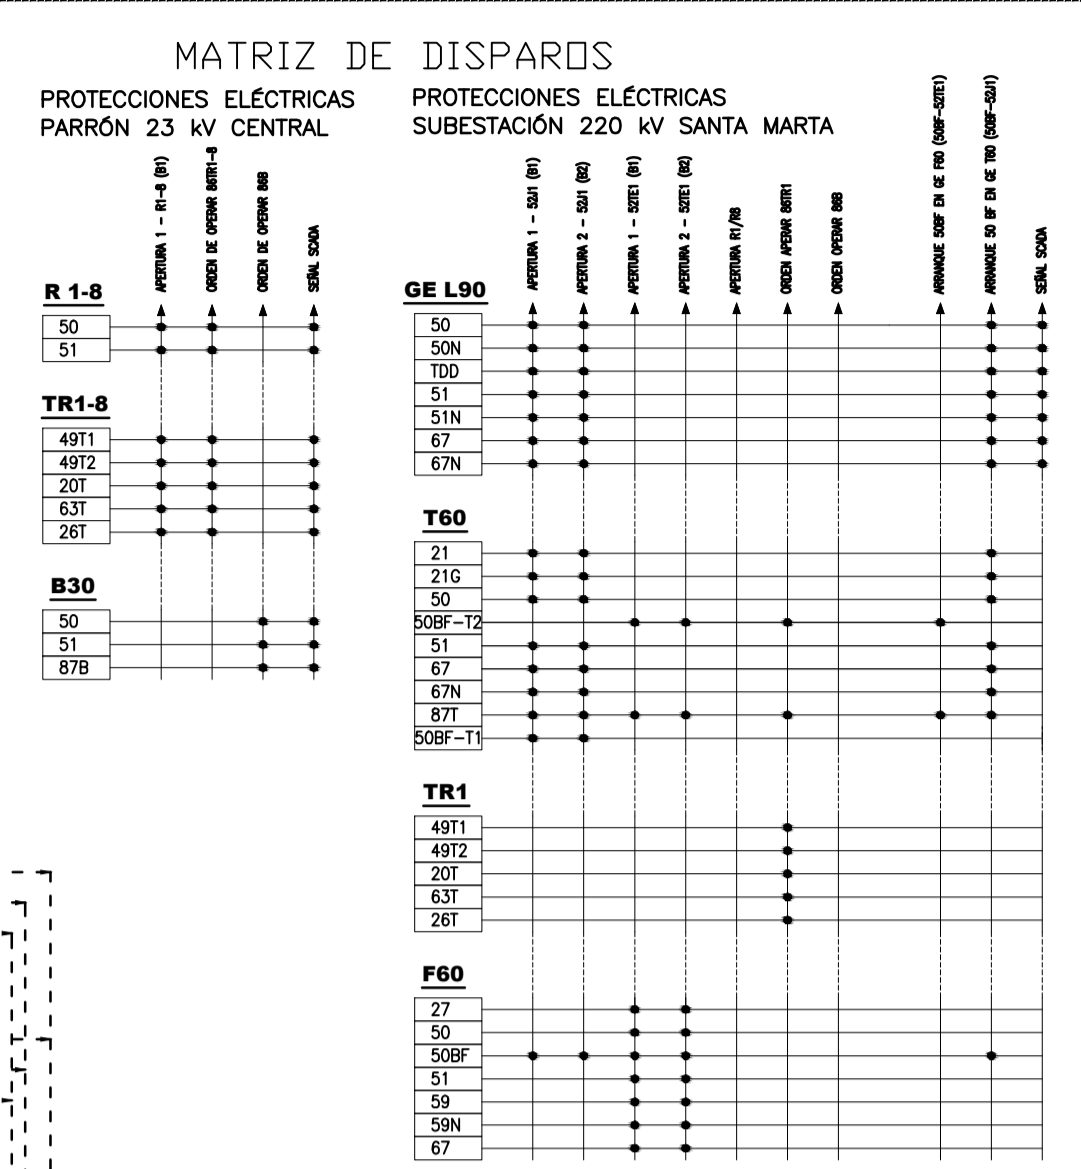 MATRIZ DE DISPAROS
PROTECCIONES ELÉCTRICAS
PARRÓN 23 kV CENTRAL
APERTURA 1 - R1-8 (B1)
ORDEN DE OPERAR 86TR1-8
ORDEN DE OPERAR 86B
SEÑAL SCADA
R 1-8
50
51
TR1-8
49T1
49T2
20T
63T
26T
B30
50
51
87B
PROTECCIONES ELÉCTRICAS
SUBESTACIÓN 220 kV SANTA MARTA
APERTURA 1 - 52J1 (B1)
APERTURA 2 - 52J1 (B2)
APERTURA 1 - 52TE1 (B1)
APERTURA 2 - 52TE1 (B2)
APERTURA R1/R8
ORDEN APERAR 86TR1
ORDEN OPERAR 86B
ARRANQUE 50BF EN GE F60 (50BF-52TE1)
ARRANQUE 50 BF EN GE T60 (50BF-52J1)
SEÑAL SCADA
GE L90
50
50N
TDD
51
51N
67
67N
T60
21
21G
50
50BF-T2
51
67
67N
87T
50BF-T1
TR1
49T1
49T2
20T
63T
26T
F60
27
50
50BF
51
59
59N
67